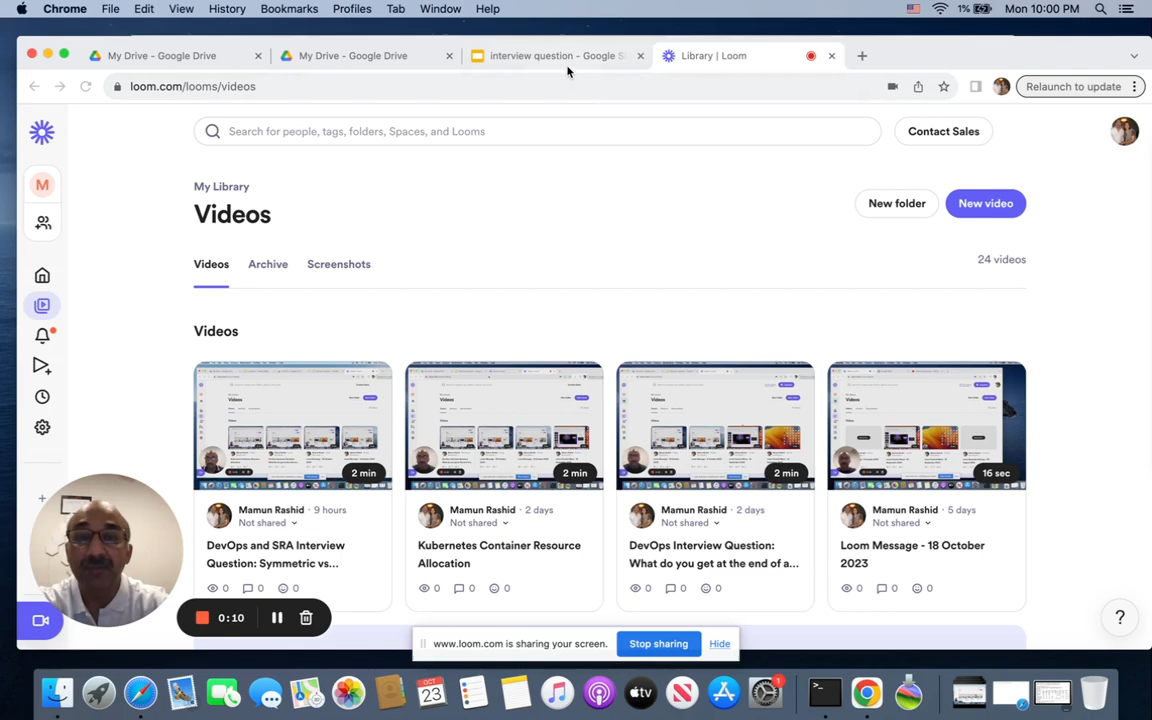 Chrome File Edit View History Bookmarks Profiles Tab Window Help 1% Mon 10:00 PM
My Drive - Google Drive My Drive - Google Drive interview question - Google S Library | Loom
loom.com/looms/videos Relaunch to update
Search for people, tags, folders, Spaces, and Looms Contact Sales
M
My Library
Videos
New folder New video
Videos Archive Screenshots 24 videos
Videos
2 min 2 min 2 min 16 sec
Mamun Rashid · 9 hours
Not shared
DevOps and SRA Interview
Question: Symmetric vs...
0 0 0
Mamun Rashid · 2 days
Not shared
Kubernetes Container Resource
Allocation
0 0 0
Mamun Rashid · 2 days
Not shared
DevOps Interview Question:
What do you get at the end of a...
0 0 0
Mamun Rashid · 5 days
Not shared
Loom Message - 18 October
2023
0 0 0
0:10
?
www.loom.com is sharing your screen. Stop sharing Hide
OCT
23
tv
1